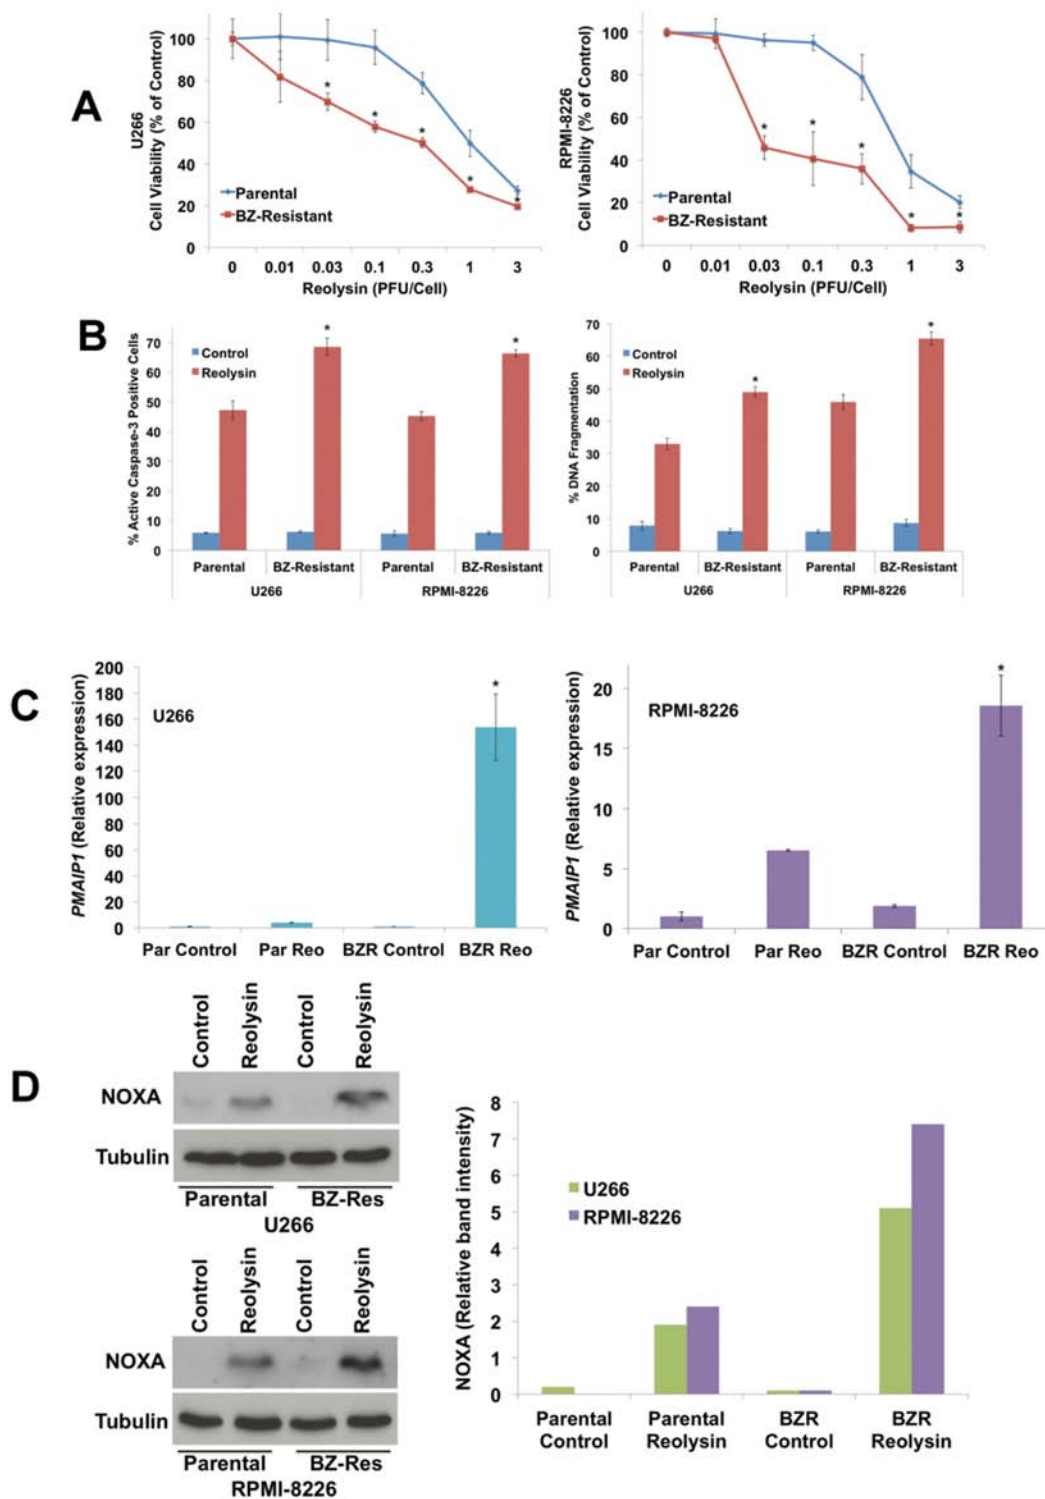 A
U266
Cell Viability (% of Control)
100
80
60
40
20
0
* * * * *
Parental
BZ-Resistant
0 0.01 0.03 0.1 0.3 1 3
Reolysin (PFU/Cell)
RPMI-8226
Cell Viability (% of Control)
100
80
60
40
20
0
* * * * *
Parental
BZ-Resistant
0 0.01 0.03 0.1 0.3 1 3
Reolysin (PFU/Cell)
B
% Active Caspase-3 Positive Cells
70
60
50
40
30
20
10
0
* *
Control
Reolysin
Parental BZ-Resistant Parental BZ-Resistant
U266 RPMI-8226
% DNA Fragmentation
70
60
50
40
30
20
10
0
* *
Control
Reolysin
Parental BZ-Resistant Parental BZ-Resistant
U266 RPMI-8226
C
PMAIP1 (Relative expression)
200
180
160
140
120
100
80
60
40
20
0
U266
*
Par Control Par Reo BZR Control BZR Reo
PMAIP1 (Relative expression)
20
15
10
5
0
RPMI-8226
*
Par Control Par Reo BZR Control BZR Reo
D
Control Reolysin Control Reolysin
NOXA
Tubulin
Parental BZ-Res
U266
Control Reolysin Control Reolysin
NOXA
Tubulin
Parental BZ-Res
RPMI-8226
NOXA (Relative band intensity)
8
7
6
5
4
3
2
1
0
U266
RPMI-8226
Parental Parental BZR BZR
Control Reolysin Control Reolysin